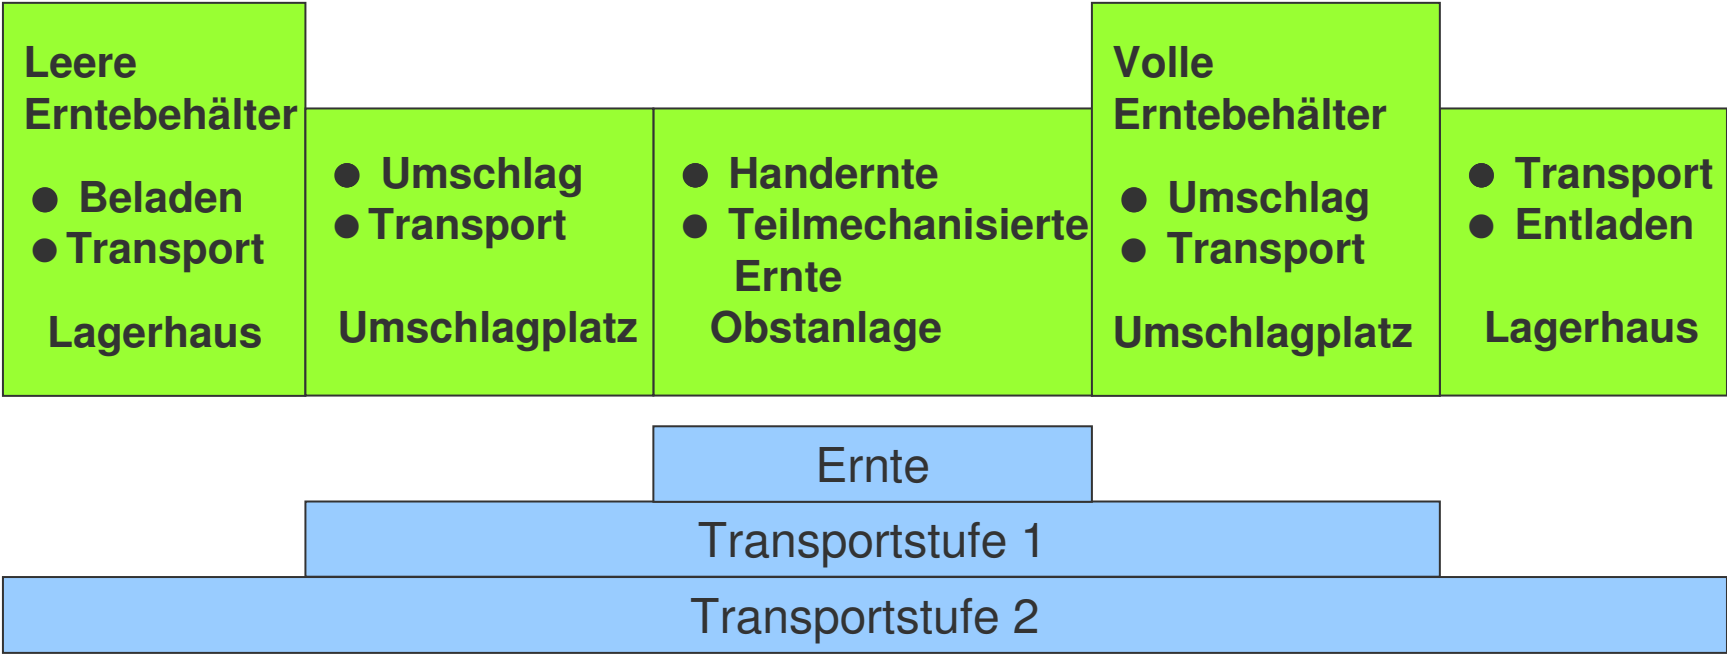 Leere
Erntebehälter
● Beladen
● Transport
Lagerhaus
● Umschlag
● Transport
Umschlagplatz
● Handernte
● Teilmechanisierte
Ernte
Obstanlage
Volle
Erntebehälter
● Umschlag
● Transport
Umschlagplatz
● Transport
● Entladen
Lagerhaus
Ernte
Transportstufe 1
Transportstufe 2